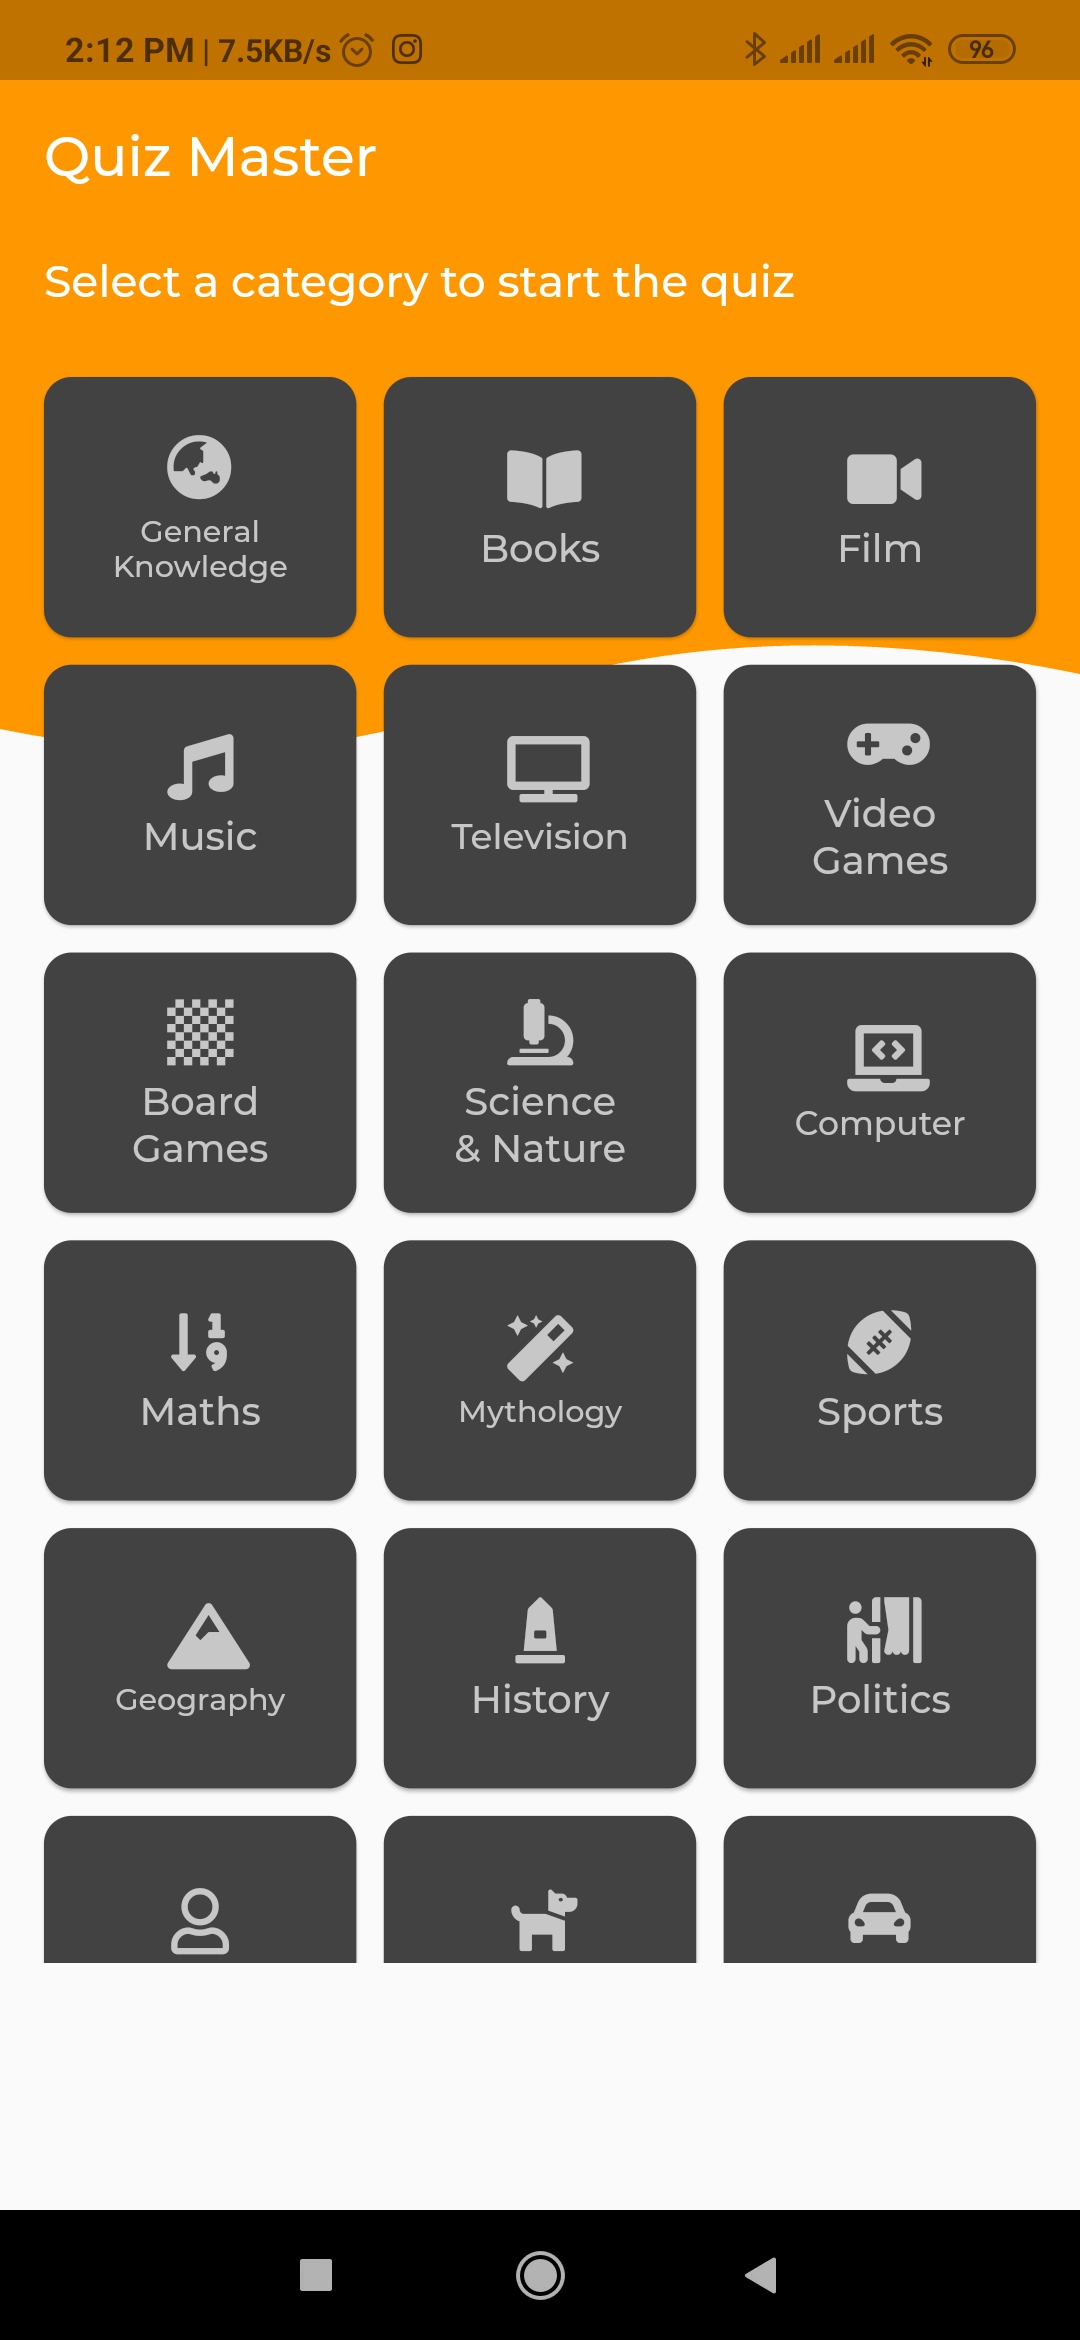 2:12 PM | 7.5KB/s
96
Quiz Master
Select a category to start the quiz
General
Knowledge
Books
Film
Music
Television
Video
Games
Board
Games
Science
& Nature
Computer
Maths
Mythology
Sports
Geography
History
Politics